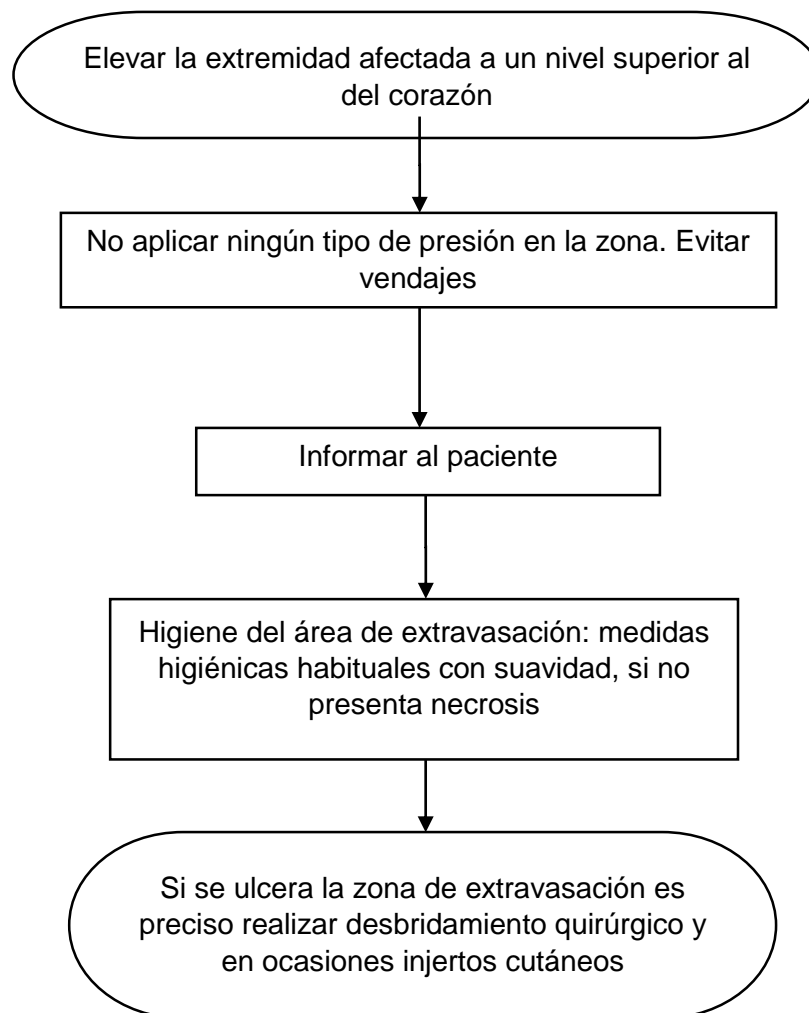 Elevar la extremidad afectada a un nivel superior al
del corazón
No aplicar ningún tipo de presión en la zona. Evitar
vendajes
Informar al paciente
Higiene del área de extravasación: medidas
higiénicas habituales con suavidad, si no
presenta necrosis
Si se ulcera la zona de extravasación es
preciso realizar desbridamiento quirúrgico y
en ocasiones injertos cutáneos